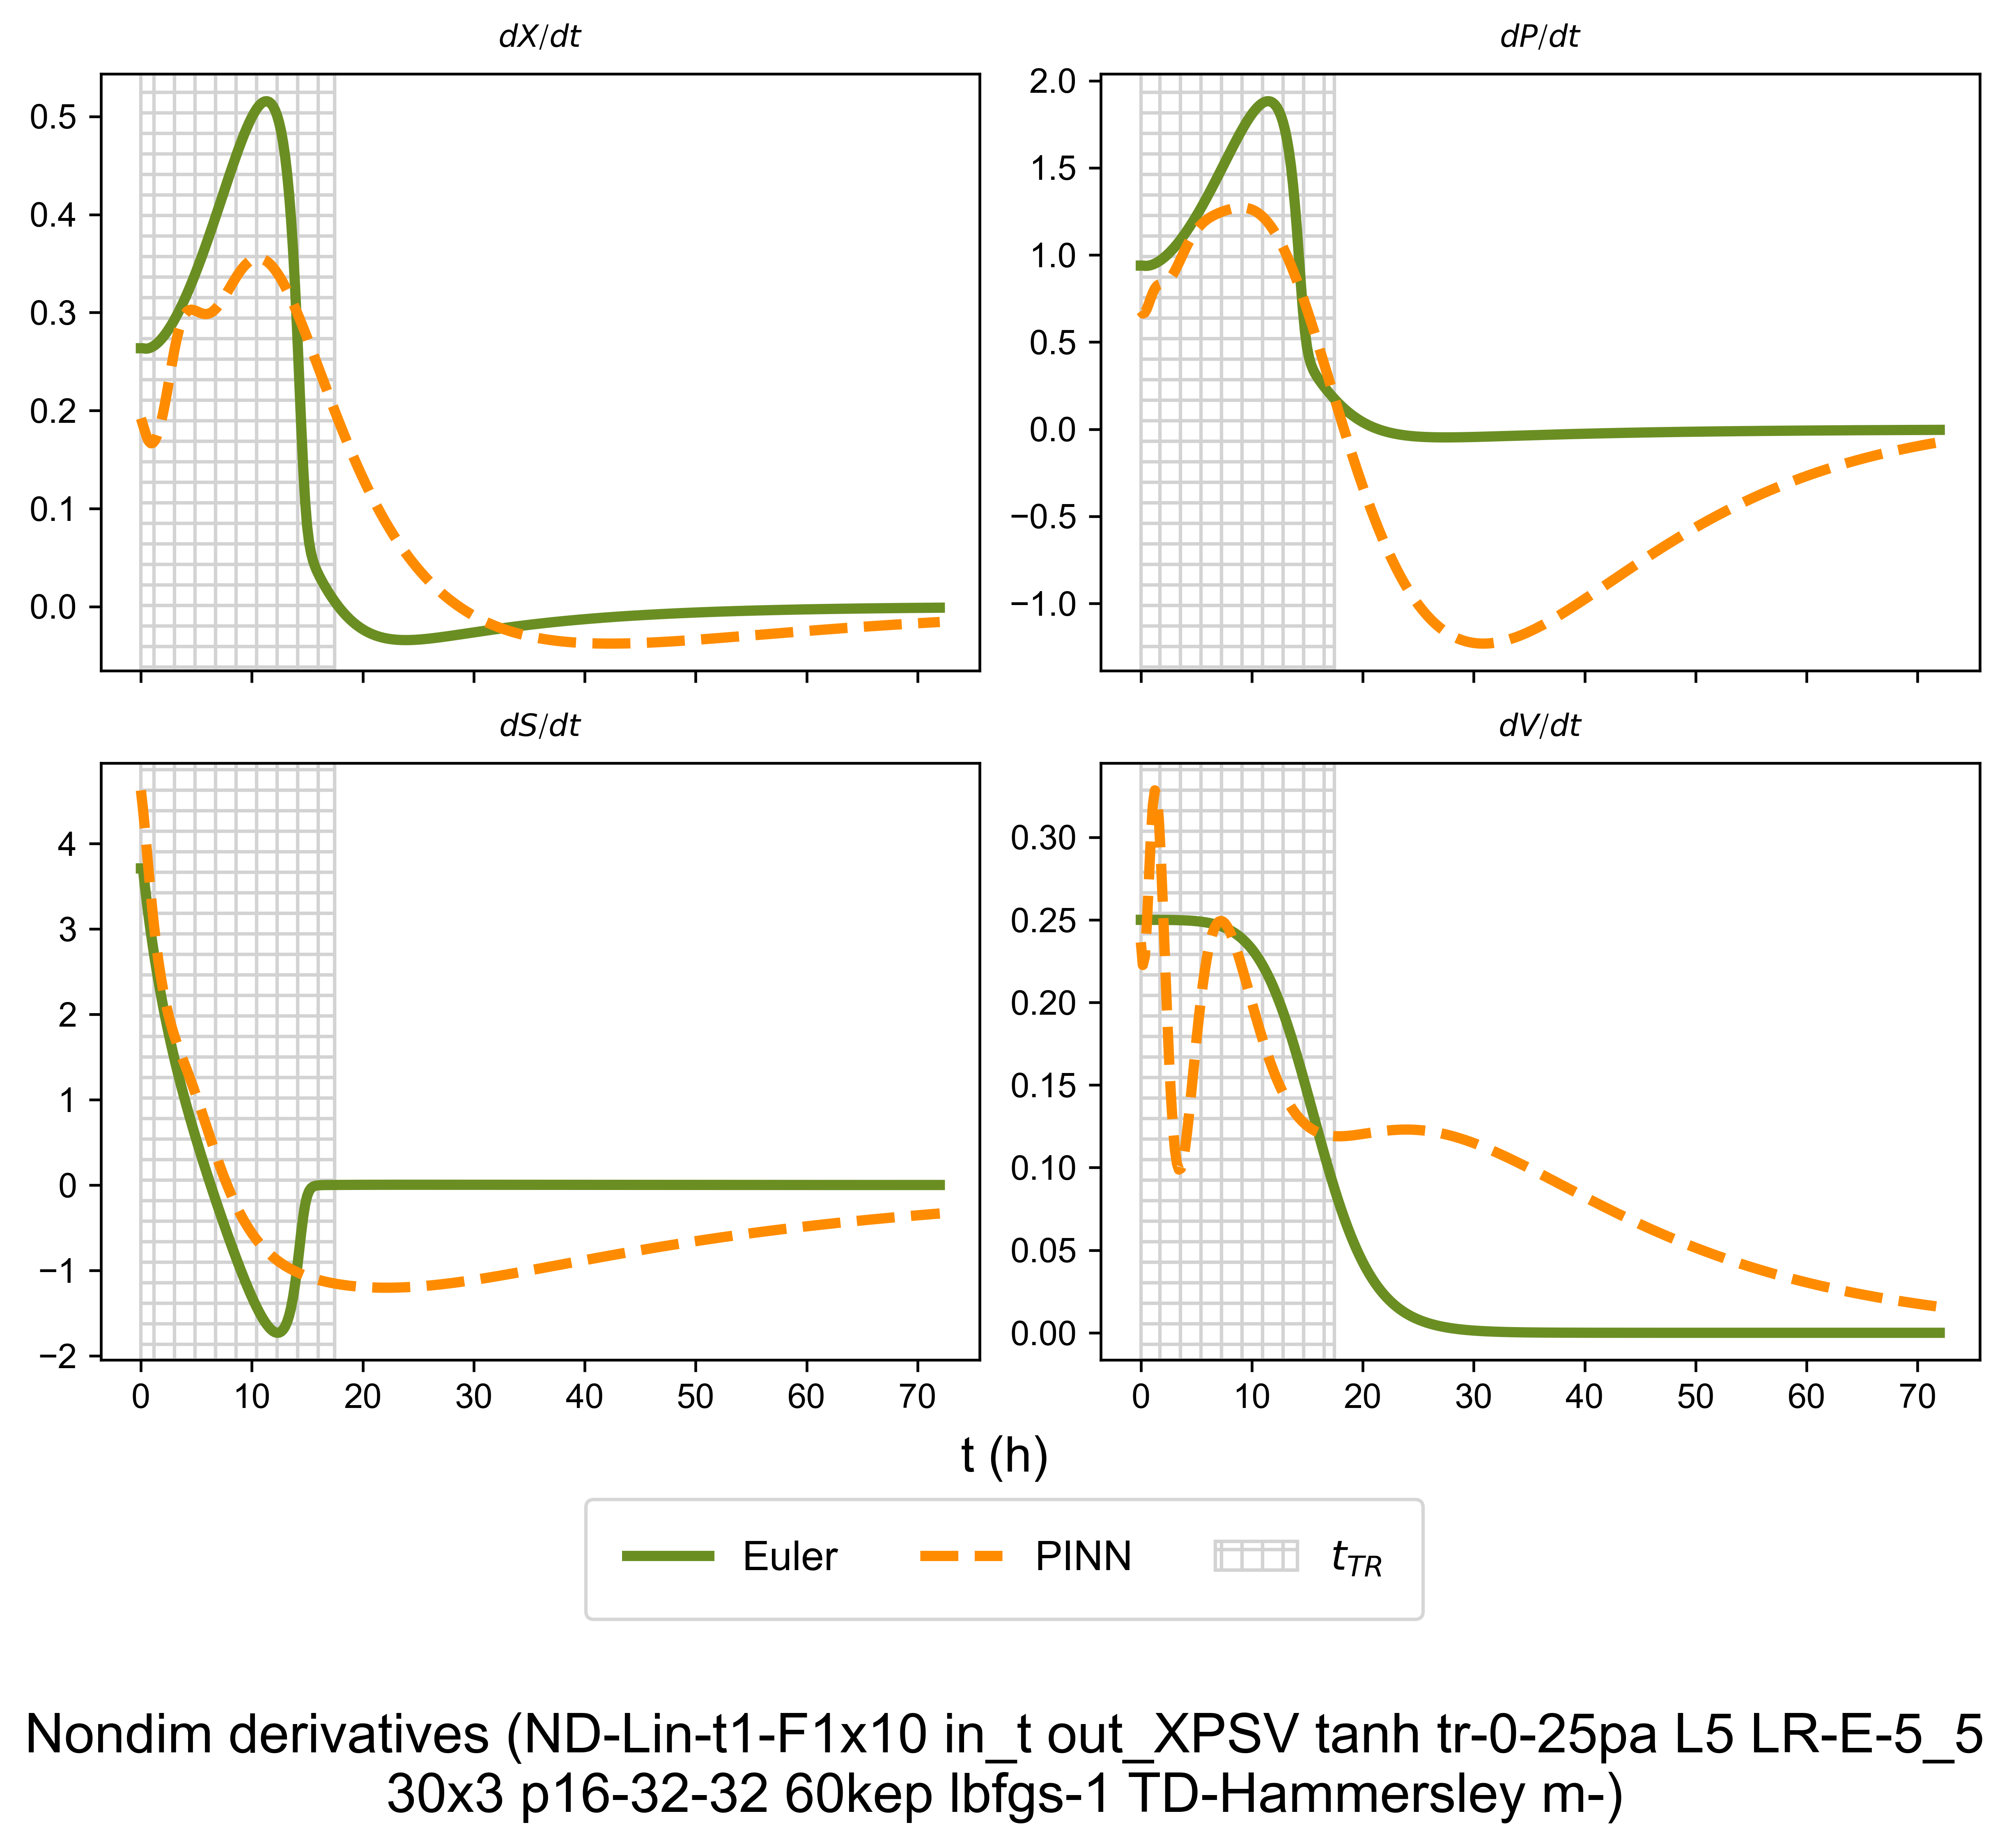 dX/dt
dP/dt
0.5
0.4
0.3
0.2
0.1
0.0
2.0
1.5
1.0
0.5
0.0
−0.5
−1.0
dS/dt
dV/dt
4
3
2
1
0
−1
−2
0 10 20 30 40 50 60 70
0.30
0.25
0.20
0.15
0.10
0.05
0.00
0 10 20 30 40 50 60 70
t (h)
Euler PINN t_TR
Nondim derivatives (ND-Lin-t1-F1x10 in_t out_XPSV tanh tr-0-25pa L5 LR-E-5_5
30x3 p16-32-32 60kep lbfgs-1 TD-Hammersley m-)